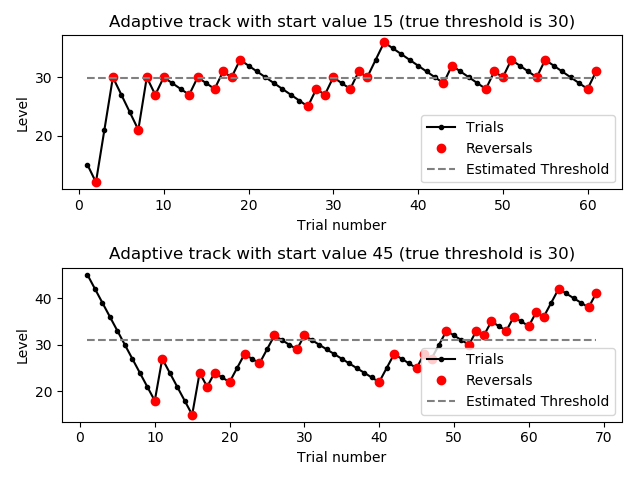 Adaptive track with start value 15 (true threshold is 30)
30
20
Level
Trials
Reversals
Estimated Threshold
0 10 20 30 40 50 60
Trial number
Adaptive track with start value 45 (true threshold is 30)
40
30
20
Level
Trials
Reversals
Estimated Threshold
0 10 20 30 40 50 60 70
Trial number